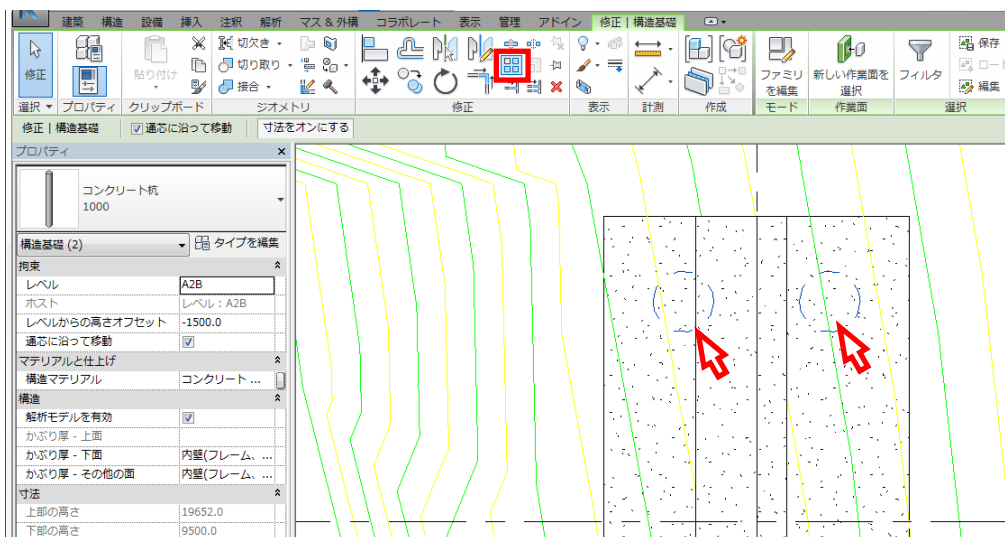 建築 構造 設備 挿入 注釈 解析 マス & 外構 コラボレート 表示 管理 アドイン 修正 | 構造基礎
修正
貼り付け
切り欠き
切り取り
接合
ファミリを編集
新しい作業面を選択
フィルタ
保存
ロード
編集
選択 プロパティ クリップボード ジオメトリ 修正 表示 計測 作成 モード 作業面 選択
修正 | 構造基礎 通芯に沿って移動 寸法をオンにする
プロパティ
コンクリート杭
1000
構造基礎 (2) タイプを編集
拘束
レベル A2B
ホスト レベル : A2B
レベルからの高さオフセット -1500.0
通芯に沿って移動
マテリアルと仕上げ
構造マテリアル コンクリート ...
構造
解析モデルを有効
かぶり厚 - 上面
かぶり厚 - 下面 内壁(フレーム、...
かぶり厚 - その他の面 内壁(フレーム、...
寸法
上部の高さ 19652.0
下部の高さ 9500.0